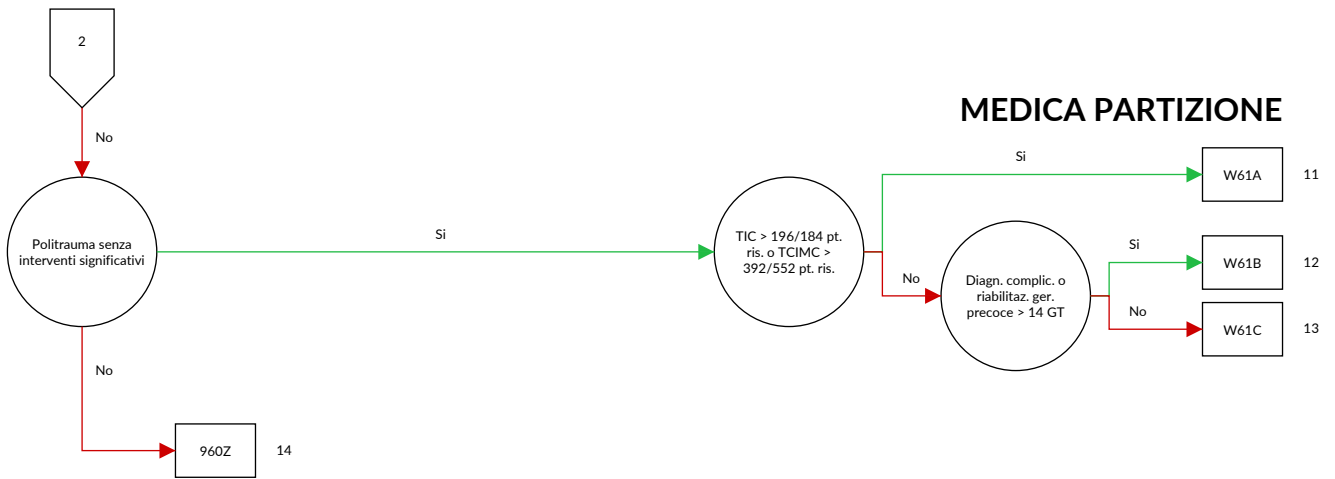 2
No
MEDICA PARTIZIONE
Si
W61A
11
Politrauma senza
interventi significativi
Si
TIC > 196/184 pt.
ris. o TCIMC >
392/552 pt. ris.
No
Diagn. complic. o
riabilitaz. ger.
precoce > 14 GT
Si
W61B
12
No
W61C
13
No
960Z
14